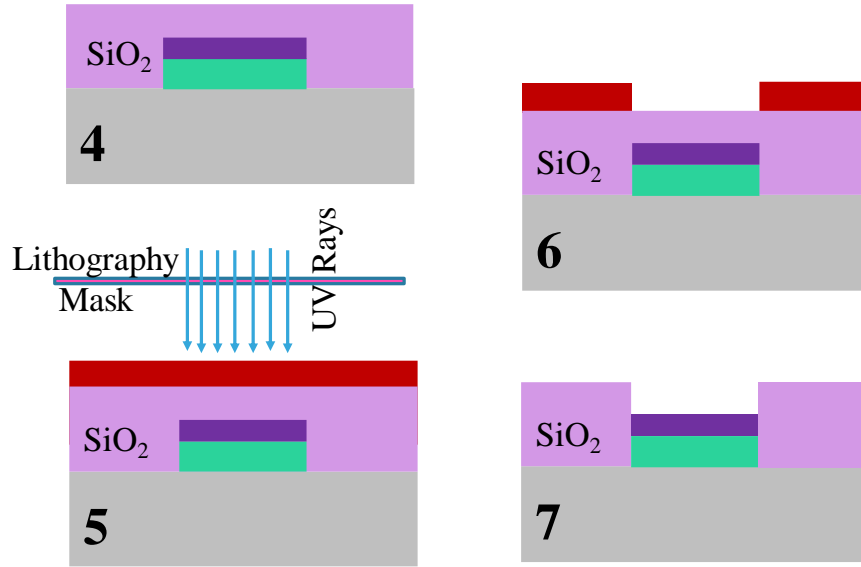 SiO₂
4
Lithography
Mask
UV Rays
SiO₂
5
SiO₂
6
SiO₂
7